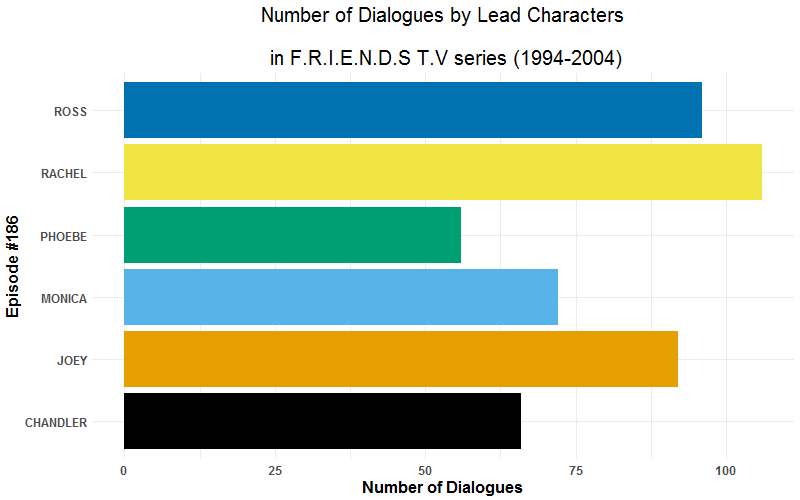 Number of Dialogues by Lead Characters
in F.R.I.E.N.D.S T.V series (1994-2004)
Episode #186
ROSS
RACHEL
PHOEBE
MONICA
JOEY
CHANDLER
0 25 50 75 100
Number of Dialogues